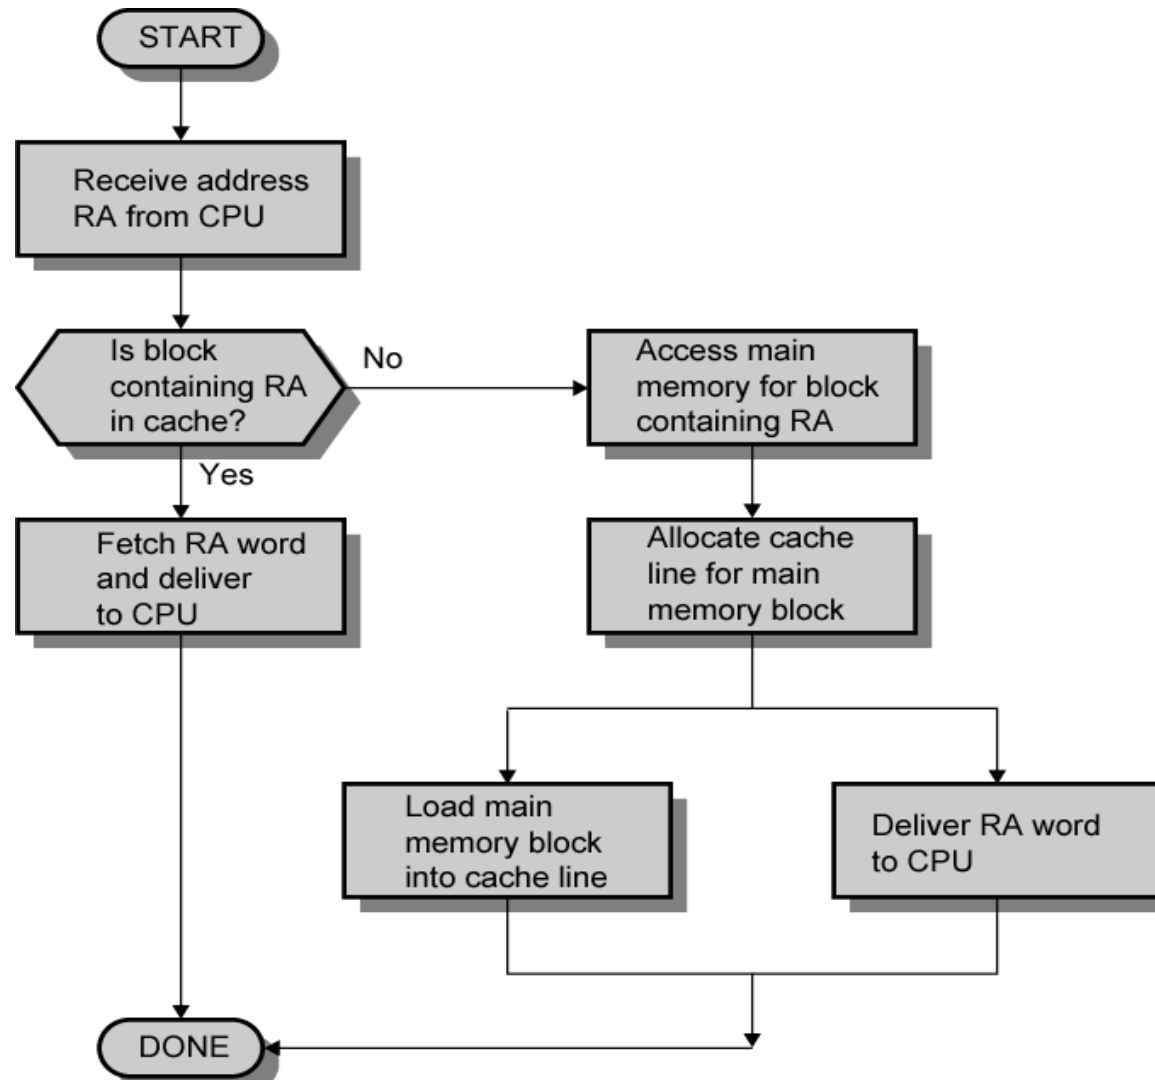 START
Receive address
RA from CPU
Is block
containing RA
in cache?
No
Access main
memory for block
containing RA
Yes
Fetch RA word
and deliver
to CPU
Allocate cache
line for main
memory block
Load main
memory block
into cache line
Deliver RA word
to CPU
DONE